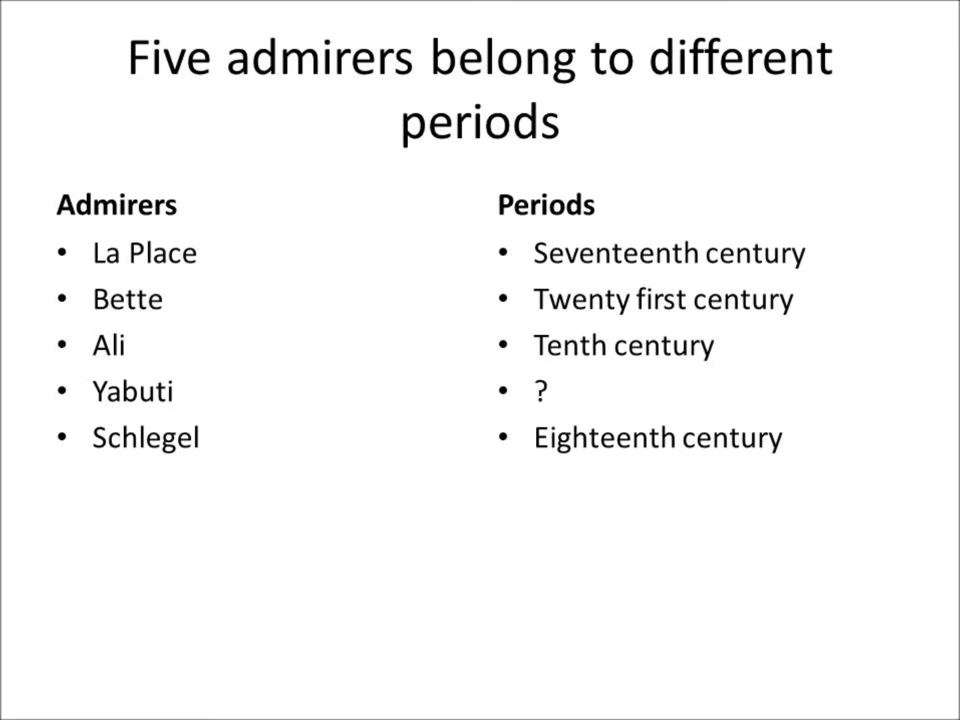 Five admirers belong to different
periods
Admirers
• La Place
• Bette
• Ali
• Yabuti
• Schlegel
Periods
• Seventeenth century
• Twenty first century
• Tenth century
• ?
• Eighteenth century